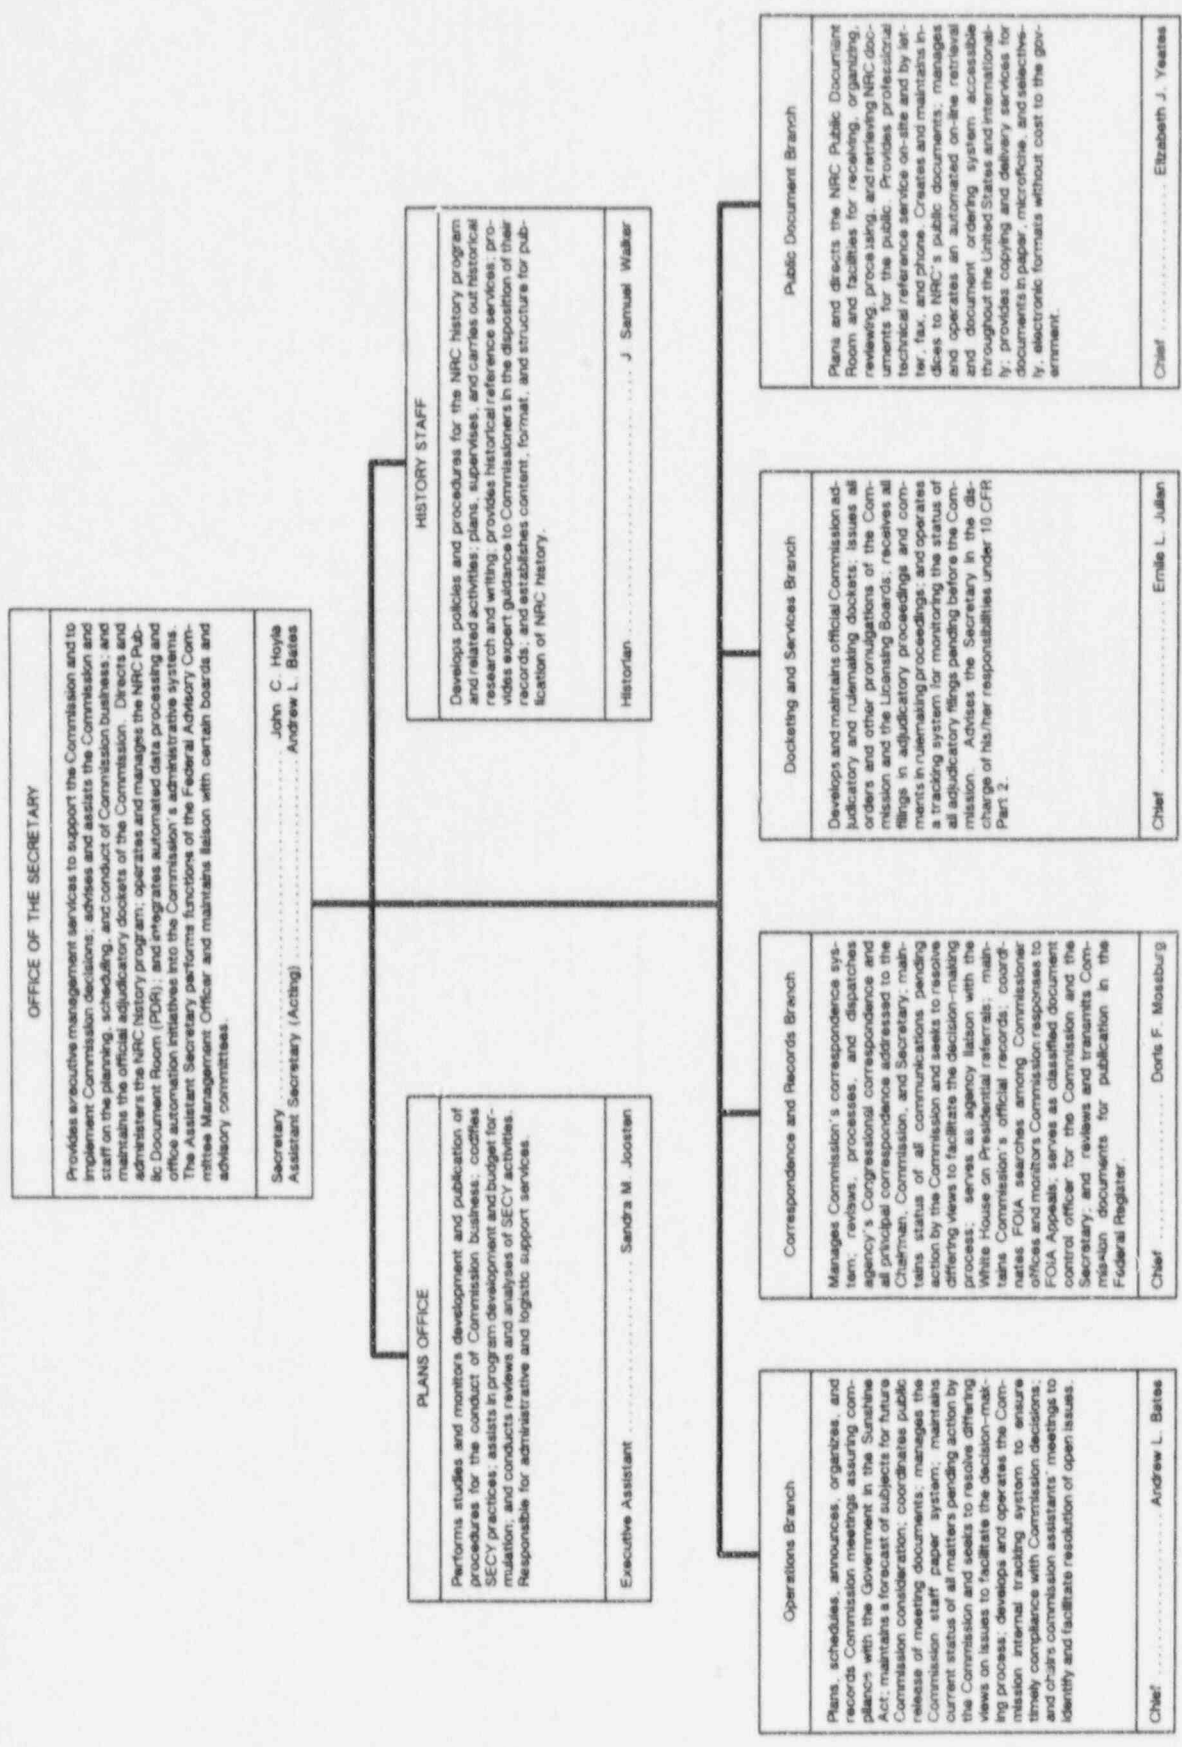 OFFICE OF THE SECRETARY
Provides executive management services to support the Commission and to
implement Commission decisions; advises and assists the Commission and
staff on the planning, scheduling, and conduct of Commission business; and
maintains the official adjudicatory dockets of the Commission. Directs and
administers the NRC history program; operates and manages the NRC Pub-
lic Document Room (PDR); and integrates automated data processing and
office automation initiatives into the Commission's administrative systems.
The Assistant Secretary performs functions of the Federal Advisory Com-
mittee Management Officer and maintains liaison with certain boards and
advisory committees.
Secretary .................... John C. Hoyle
Assistant Secretary (Acting) .................... Andrew L. Bates
PLANS OFFICE
Performs studies and monitors development and publication of
procedures for the conduct of Commission business; codifies
SECY practices; assists in program development and budget for-
mulation; and conducts reviews and analyses of SECY activities.
Responsible for administrative and logistic support services.
Executive Assistant .................... Sandra M. Joosten
HISTORY STAFF
Develops policies and procedures for the NRC history program
and related activities; plans, supervises, and carries out historical
research and writing; provides historical reference services; pro-
vides expert guidance to Commissioners in the disposition of their
records; and establishes content, format, and structure for pub-
lication of NRC history.
Historian .................... J. Samuel Walker
Operations Branch
Plans, schedules, announces, organizes, and
records Commission meetings assuring com-
pliance with the Government in the Sunshine
Act; maintains a forecast of subjects for future
Commission consideration; coordinates public
release of meeting documents; manages the
Commission staff paper system; maintains
current status of all matters pending action by
the Commission and seeks to resolve differing
views on issues to facilitate the decision-mak-
ing process; develops and operates the Com-
mission internal tracking system to ensure
timely compliance with Commission decisions;
and chairs commission assistants' meetings to
identify and facilitate resolution of open issues.
Chief .................... Andrew L. Bates
Correspondence and Records Branch
Manages Commission's correspondence sys-
tem; reviews, processes, and dispatches
agency's Congressional correspondence and
all principal correspondence addressed to the
Chairman, Commission, and Secretary; main-
tains status of all communications pending
action by the Commission and seeks to resolve
differing views to facilitate the decision-making
process; serves as agency liaison with the
White House on Presidential referrals; main-
tains Commission's official records; coordi-
nates FOIA searches among Commissioner
offices and monitors Commission responses to
FOIA Appeals; serves as classified document
control officer for the Commission and the
Secretary; and reviews and transmits Com-
mission documents for publication in the
Federal Register.
Chief .................... Doris F. Mossburg
Docketing and Services Branch
Develops and maintains official Commission ad-
judicatory and rulemaking dockets; issues all
orders and other promulgations of the Com-
mission and the Licensing Boards; receives all
filings in adjudicatory proceedings and com-
ments in rulemaking proceedings; and operates
a tracking system for monitoring the status of
all adjudicatory filings pending before the Com-
mission. Advises the Secretary in the dis-
charge of his/her responsibilities under 10 CFR
Part 2.
Chief .................... Emile L. Julian
Public Document Branch
Plans and directs the NRC Public Document
Room and facilities for receiving, organizing,
reviewing, processing, and retrieving NRC doc-
uments for the public. Provides professional
technical reference service on-site and by let-
ter, fax, and phone. Creates and maintains in-
dices to NRC's public documents; manages
and operates an automated on-line retrieval
and document ordering system accessible
throughout the United States and international-
ly; provides copying and delivery services for
documents in paper, microfiche, and selective-
ly, electronic formats without cost to the gov-
ernment.
Chief .................... Elizabeth J. Yeates